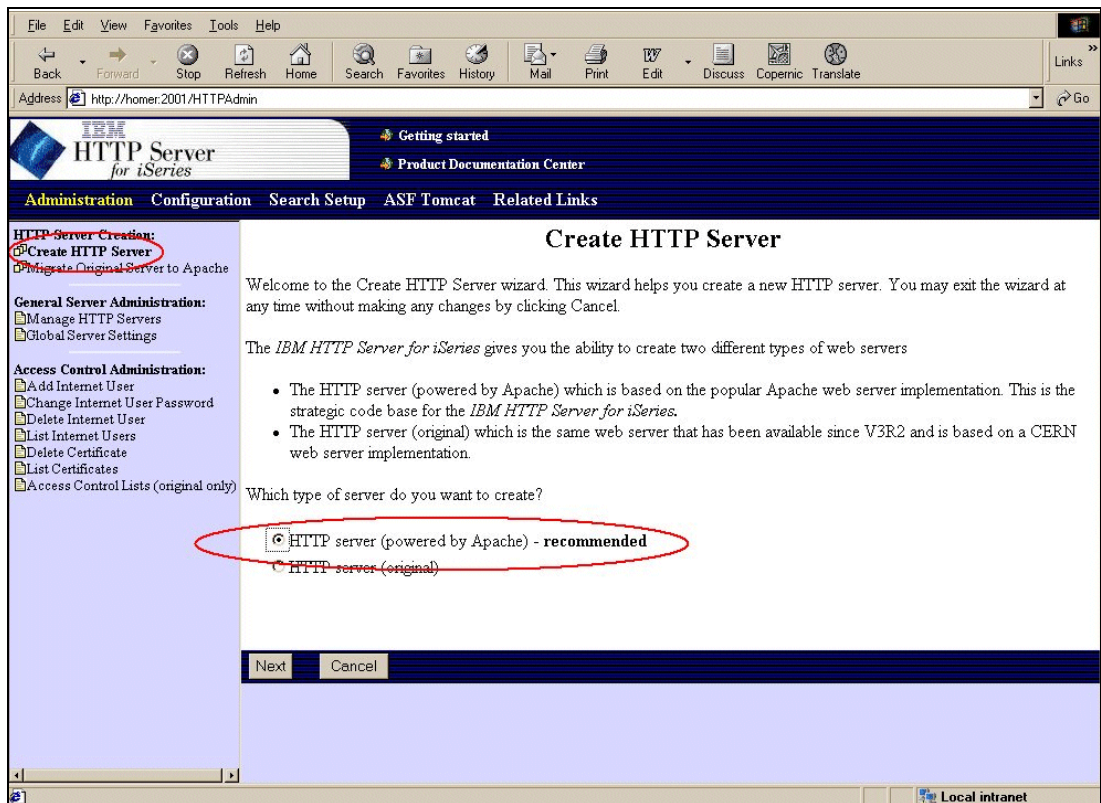 File Edit View Favorites Tools Help
Back Forward Stop Refresh Home Search Favorites History Mail Print Edit Discuss Copernic Translate
Links »
Address http://homer:2001/HTTPAdmin Go
IBM
HTTP Server
for iSeries
Getting started
Product Documentation Center
Administration Configuration Search Setup ASF Tomcat Related Links
HTTP Server Creation:
Create HTTP Server
Migrate Original Server to Apache
General Server Administration:
Manage HTTP Servers
Global Server Settings
Access Control Administration:
Add Internet User
Change Internet User Password
Delete Internet User
List Internet Users
Delete Certificate
List Certificates
Access Control Lists (original only)
Create HTTP Server
Welcome to the Create HTTP Server wizard. This wizard helps you create a new HTTP server. You may exit the wizard at
any time without making any changes by clicking Cancel.
The IBM HTTP Server for iSeries gives you the ability to create two different types of web servers
• The HTTP server (powered by Apache) which is based on the popular Apache web server implementation. This is the
strategic code base for the IBM HTTP Server for iSeries.
• The HTTP server (original) which is the same web server that has been available since V3R2 and is based on a CERN
web server implementation.
Which type of server do you want to create?
HTTP server (powered by Apache) - recommended
HTTP server (original)
Next Cancel
Local intranet